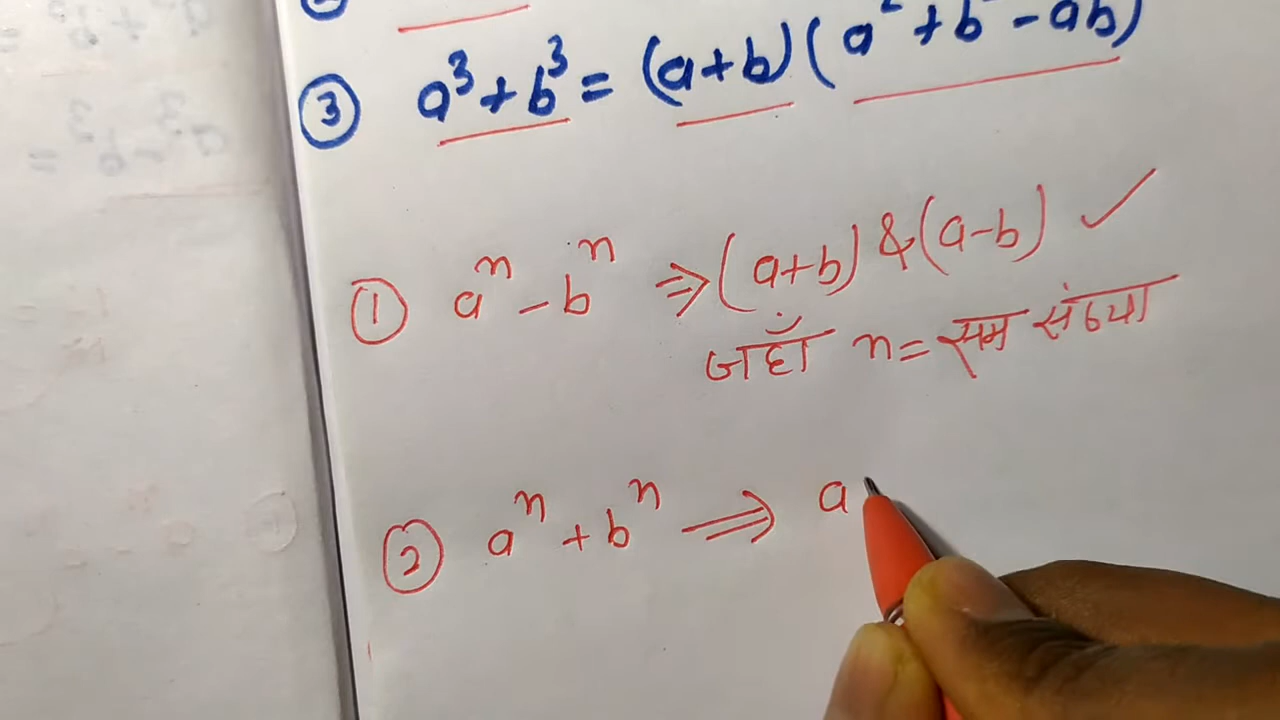 ③ a³ + b³ = (a+b) (a² + b² - ab)
① aⁿ - bⁿ ⇒ (a+b) & (a-b) ✓
जहाँ n = सम संख्या
② aⁿ + bⁿ ⟹ a